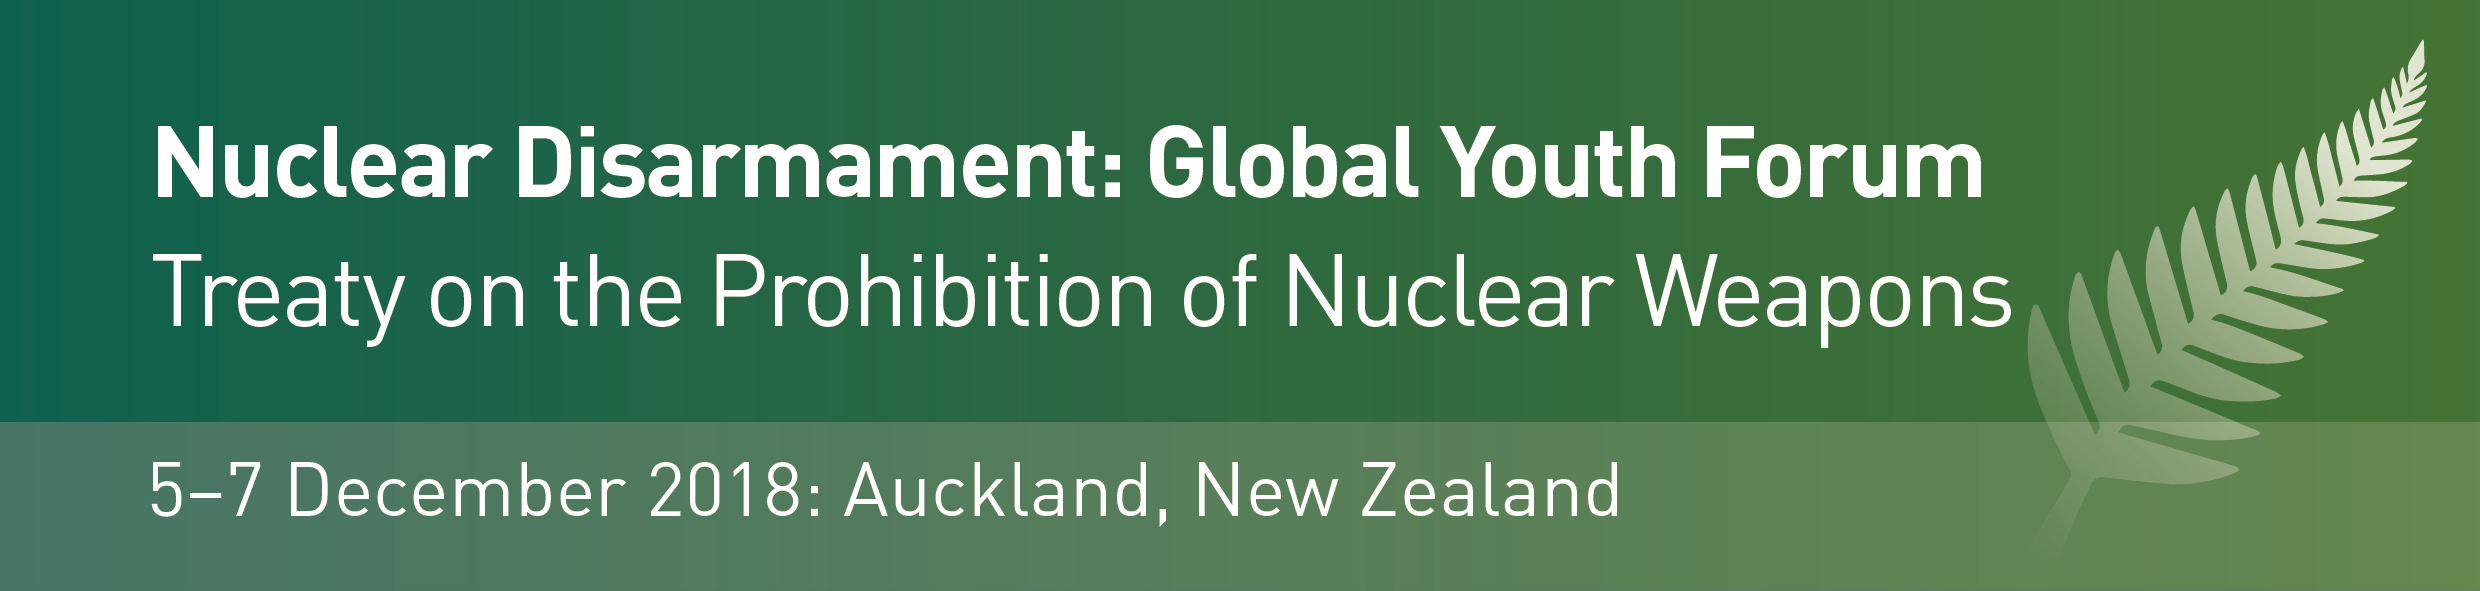 Nuclear Disarmament: Global Youth Forum
Treaty on the Prohibition of Nuclear Weapons
5–7 December 2018: Auckland, New Zealand